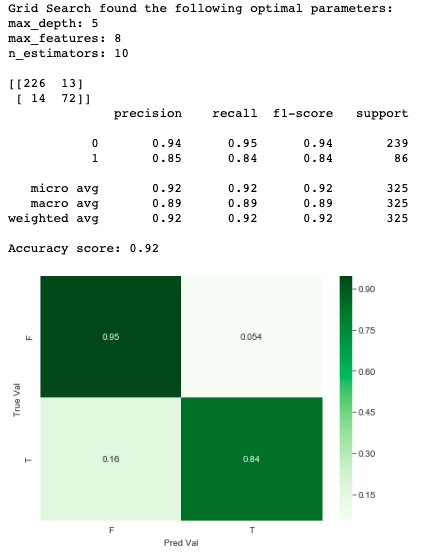 Grid Search found the following optimal parameters:
max_depth: 5
max_features: 8
n_estimators: 10
[[226 13]
[ 14 72]]
precision recall f1-score support
0 0.94 0.95 0.94 239
1 0.85 0.84 0.84 86
micro avg 0.92 0.92 0.92 325
macro avg 0.89 0.89 0.89 325
weighted avg 0.92 0.92 0.92 325
Accuracy score: 0.92
0.95 0.054
0.16 0.84
True Val
F
T
F T
Pred Val
0.90
0.75
0.60
0.45
0.30
0.15